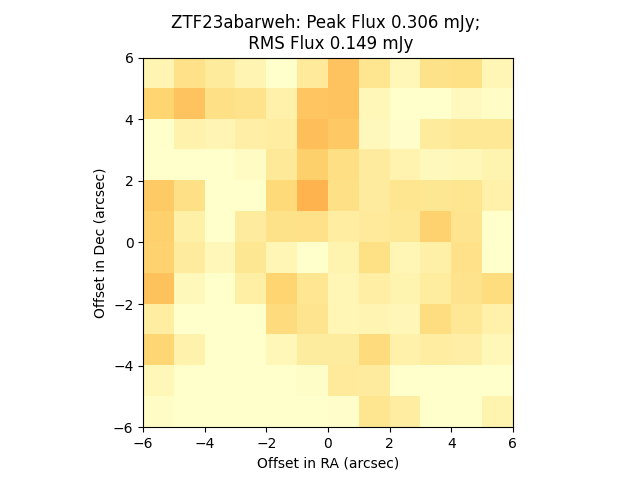 ZTF23abarweh: Peak Flux 0.306 mJy;
RMS Flux 0.149 mJy
6
4
2
0
−2
−4
−6
Offset in Dec (arcsec)
−6 −4 −2 0 2 4 6
Offset in RA (arcsec)